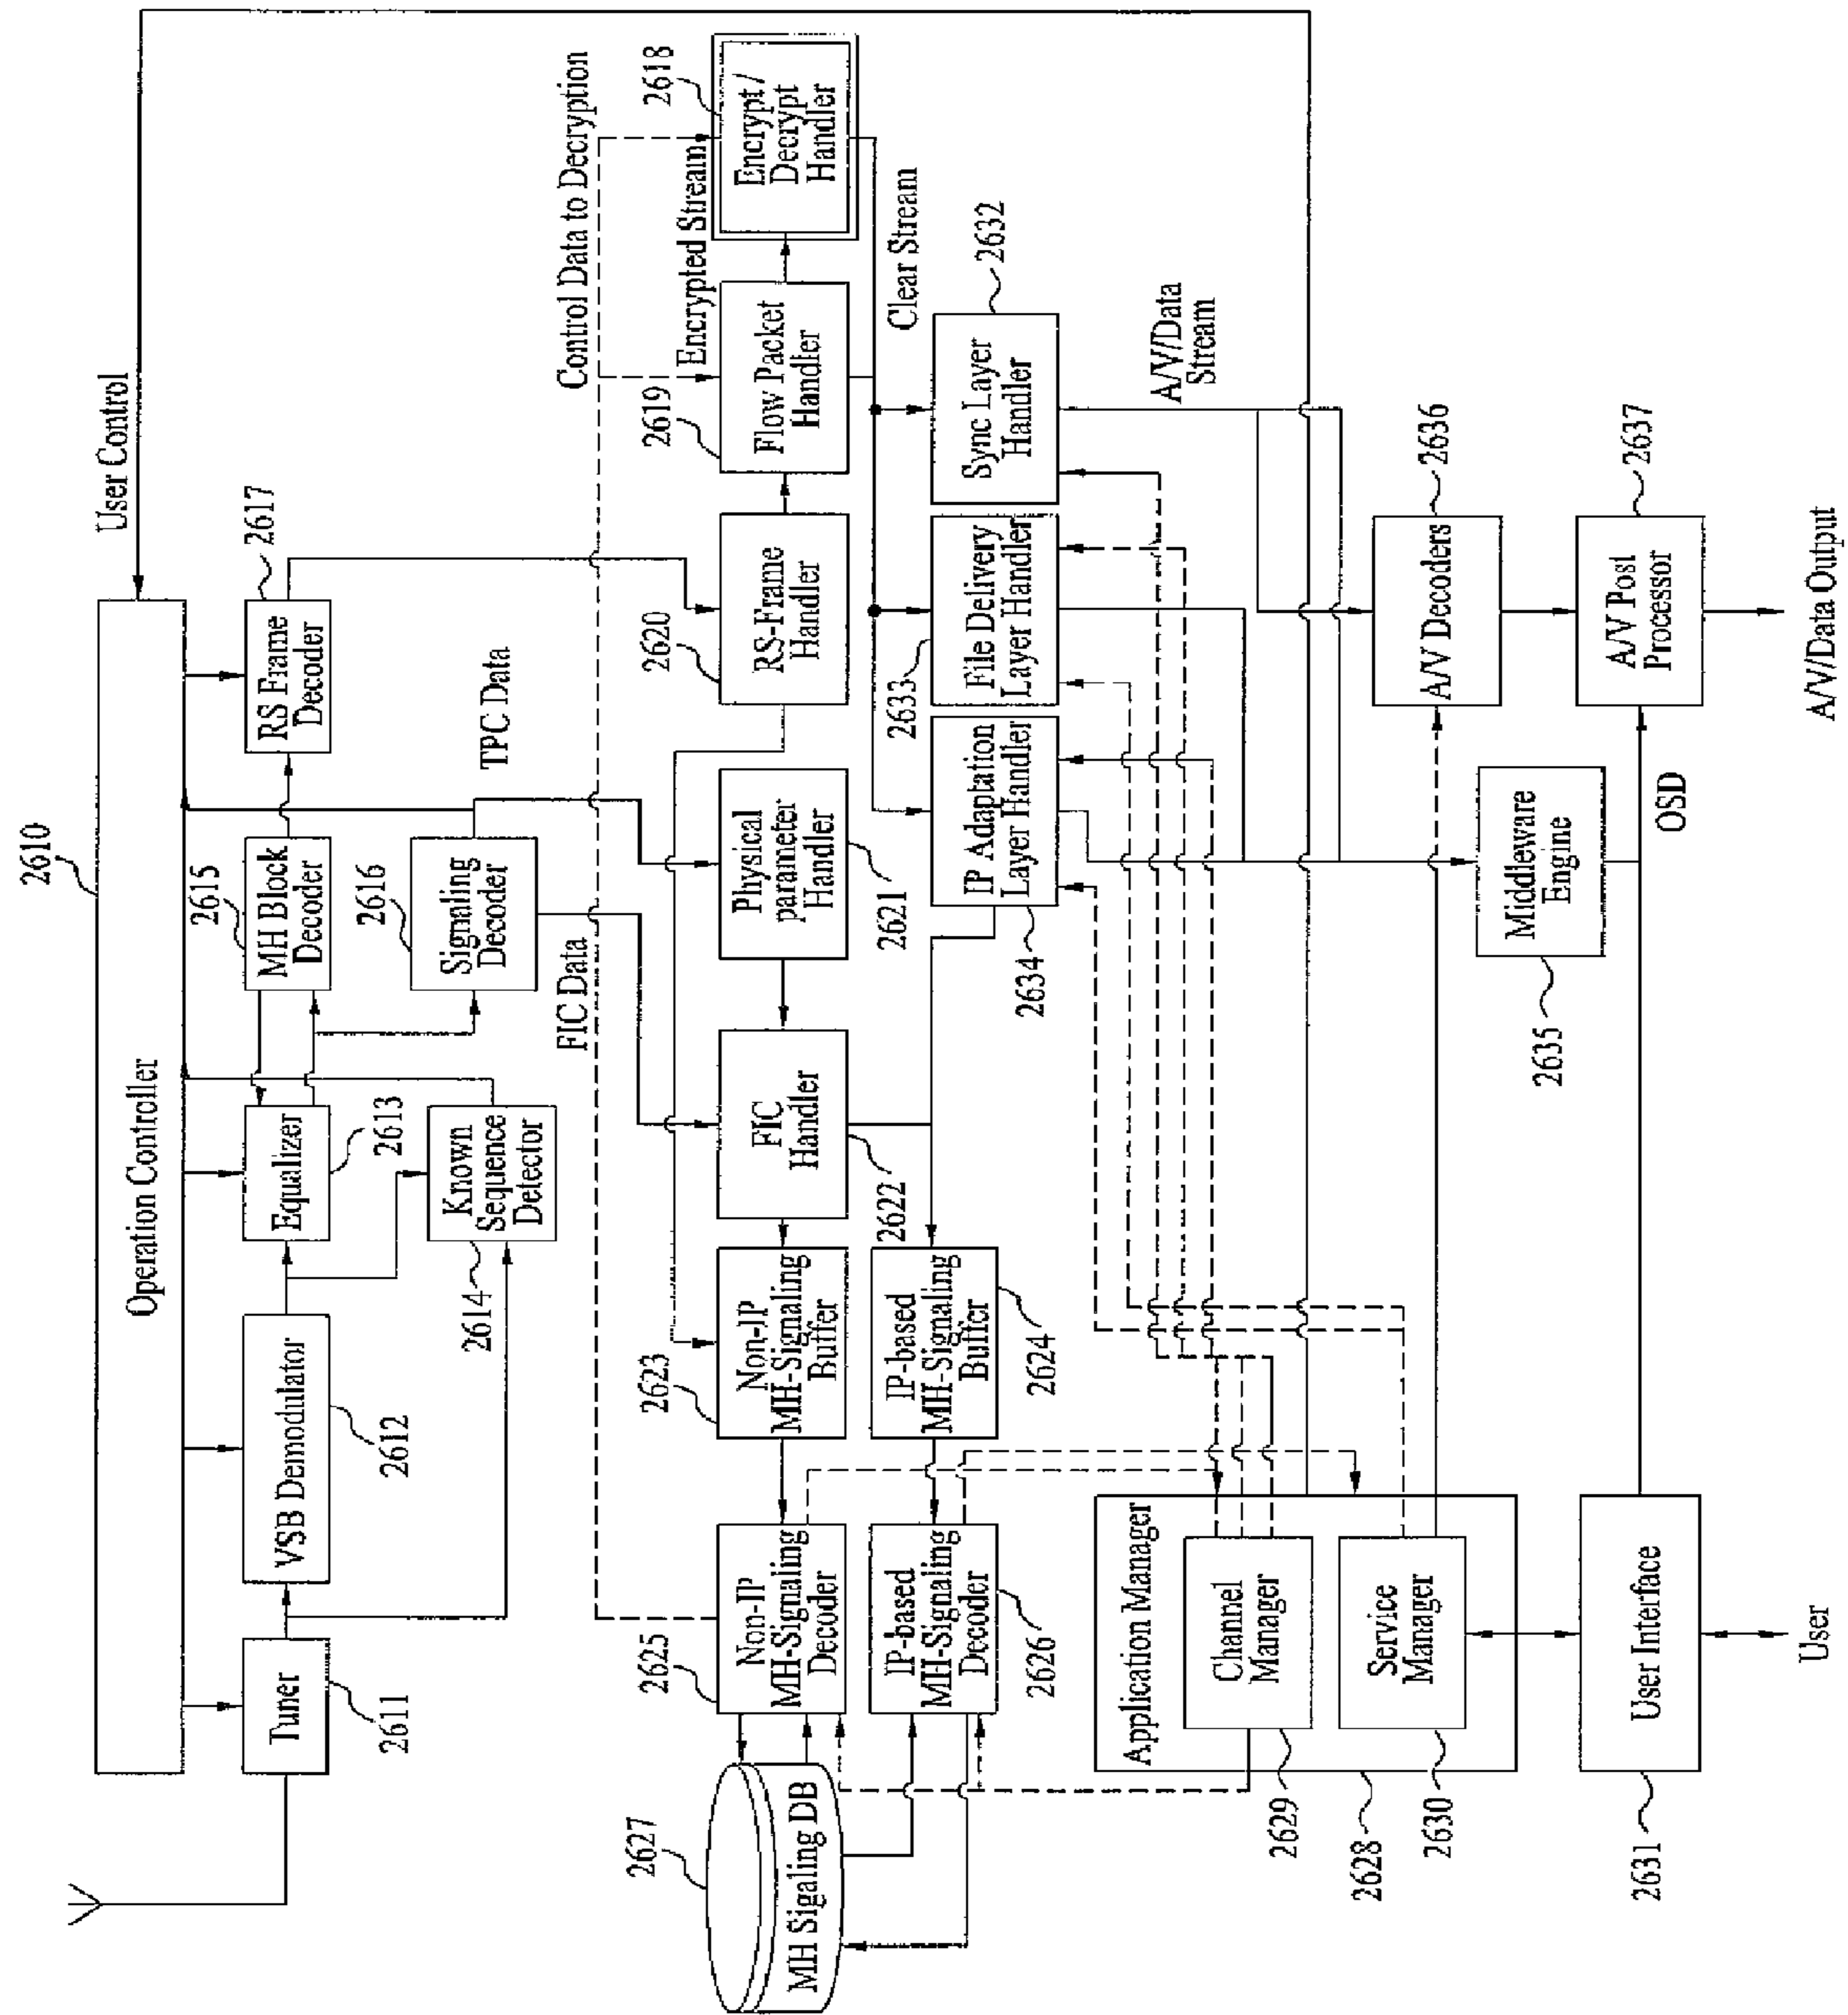 2610
Operation Controller
User Control
Tuner
2611
VSB Demodulator
2612
Equalizer
2613
Known
Sequence
Detector
2614
MH Block
Decoder
2615
Signaling
Decoder
2616
RS Frame
Decoder
2617
TPC Data
FIC Data
Control Data to Decryption
Encrypted Stream
2627
MH Sigaling DB
2625
Non-IP
MH-Signaling
Decoder
2623
Non-IP
MH-Signaling
Buffer
FIC
Handler
2622
Physical
parameter
Handler
2621
2620
RS-Frame
Handler
2619
Flow Packet
Handler
2618
Encrypt /
Decrypt
Handler
Clear Stream
IP-based
MH-Signaling
Decoder
2626
IP-based
MH-Signaling
Buffer
2624
IP Adaptation
Layer Handler
2634
2633
File Delivery
Layer Handler
Sync Layer
Handler
2632
A/V/Data
Stream
Application Manager
Channel
Manager
2629
2628
Service
Manager
2630
User Interface
2631
User
Middleware
Engine
2635
OSD
A/V Decoders
2636
A/V Post
Processor
2637
A/V/Data Output